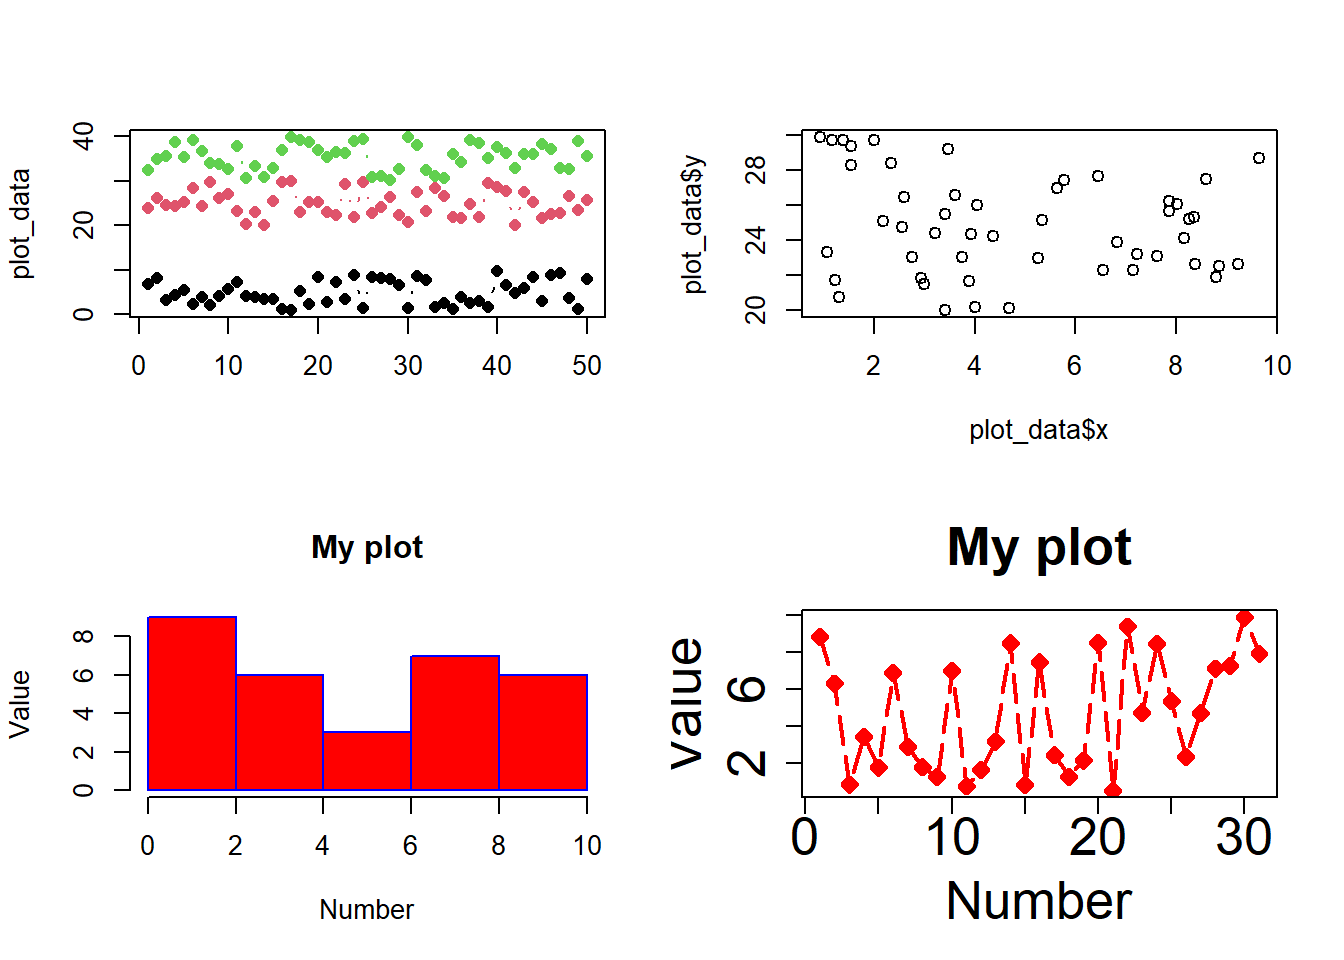 plot_data
0 20 40
0 10 20 30 40 50
plot_data$y
20 24 28
2 4 6 8 10
plot_data$x
My plot
Value
0 2 4 6 8
0 2 4 6 8 10
Number
My plot
value
2 6
0 10 20 30
Number